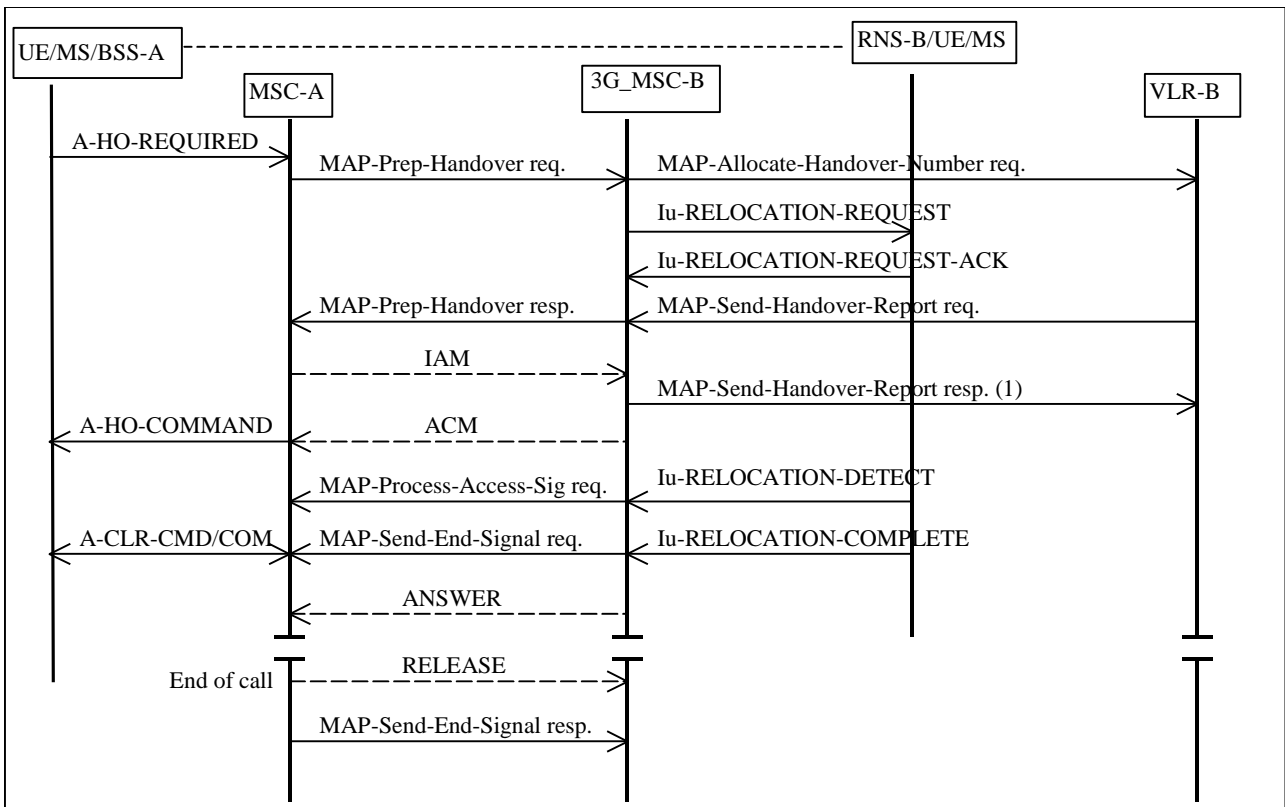 UE/MS/BSS-A
RNS-B/UE/MS
MSC-A
3G_MSC-B
VLR-B
A-HO-REQUIRED
MAP-Prep-Handover req.
MAP-Allocate-Handover-Number req.
Iu-RELOCATION-REQUEST
Iu-RELOCATION-REQUEST-ACK
MAP-Prep-Handover resp.
MAP-Send-Handover-Report req.
IAM
MAP-Send-Handover-Report resp. (1)
A-HO-COMMAND
ACM
MAP-Process-Access-Sig req.
Iu-RELOCATION-DETECT
A-CLR-CMD/COM
MAP-Send-End-Signal req.
Iu-RELOCATION-COMPLETE
ANSWER
RELEASE
End of call
MAP-Send-End-Signal resp.